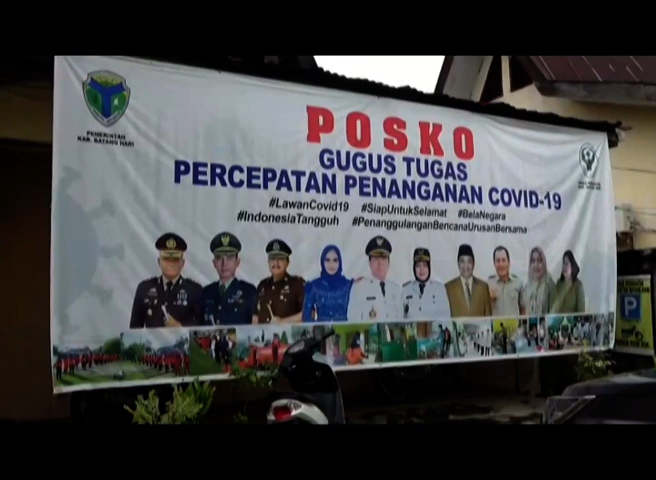 PEMERINTAH
KAB. BATANG HARI
POSKO
GUGUS TUGAS
PERCEPATAN PENANGANAN COVID-19
#LawanCovid19 #SiapUntukSelamat #BelaNegara
#IndonesiaTangguh #PenanggulanganBencanaUrusanBersama
P